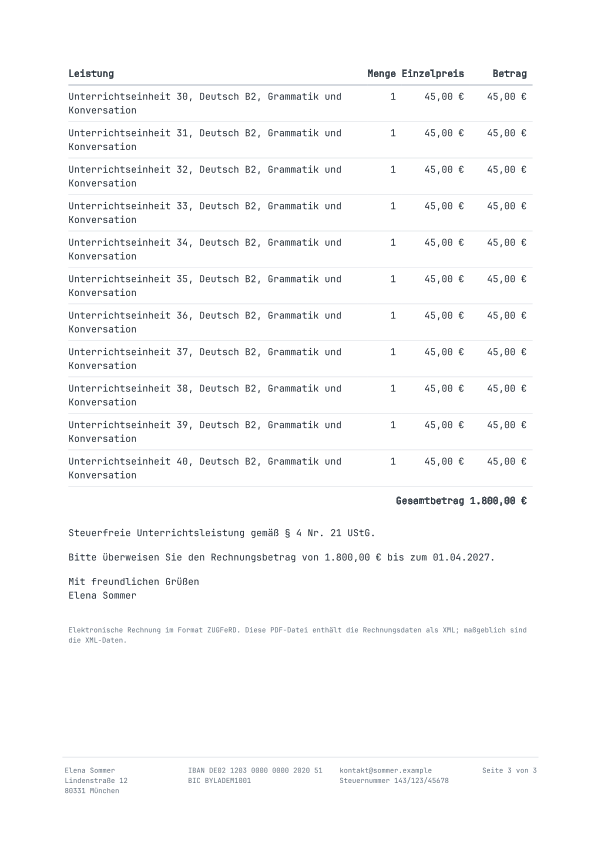 Leistung Menge Einzelpreis Betrag
Unterrichtseinheit 30, Deutsch B2, Grammatik und 1 45,00 € 45,00 €
Konversation
Unterrichtseinheit 31, Deutsch B2, Grammatik und 1 45,00 € 45,00 €
Konversation
Unterrichtseinheit 32, Deutsch B2, Grammatik und 1 45,00 € 45,00 €
Konversation
Unterrichtseinheit 33, Deutsch B2, Grammatik und 1 45,00 € 45,00 €
Konversation
Unterrichtseinheit 34, Deutsch B2, Grammatik und 1 45,00 € 45,00 €
Konversation
Unterrichtseinheit 35, Deutsch B2, Grammatik und 1 45,00 € 45,00 €
Konversation
Unterrichtseinheit 36, Deutsch B2, Grammatik und 1 45,00 € 45,00 €
Konversation
Unterrichtseinheit 37, Deutsch B2, Grammatik und 1 45,00 € 45,00 €
Konversation
Unterrichtseinheit 38, Deutsch B2, Grammatik und 1 45,00 € 45,00 €
Konversation
Unterrichtseinheit 39, Deutsch B2, Grammatik und 1 45,00 € 45,00 €
Konversation
Unterrichtseinheit 40, Deutsch B2, Grammatik und 1 45,00 € 45,00 €
Konversation
Gesamtbetrag 1.800,00 €
Steuerfreie Unterrichtsleistung gemäß § 4 Nr. 21 UStG.
Bitte überweisen Sie den Rechnungsbetrag von 1.800,00 € bis zum 01.04.2027.
Mit freundlichen Grüßen
Elena Sommer
Elektronische Rechnung im Format ZUGFeRD. Diese PDF-Datei enthält die Rechnungsdaten als XML; maßgeblich sind
die XML-Daten.
Elena Sommer IBAN DE02 1203 0000 0000 2020 51 kontakt@sommer.example Seite 3 von 3
Lindenstraße 12 BIC BYLADEM1001 Steuernummer 143/123/45678
80331 München